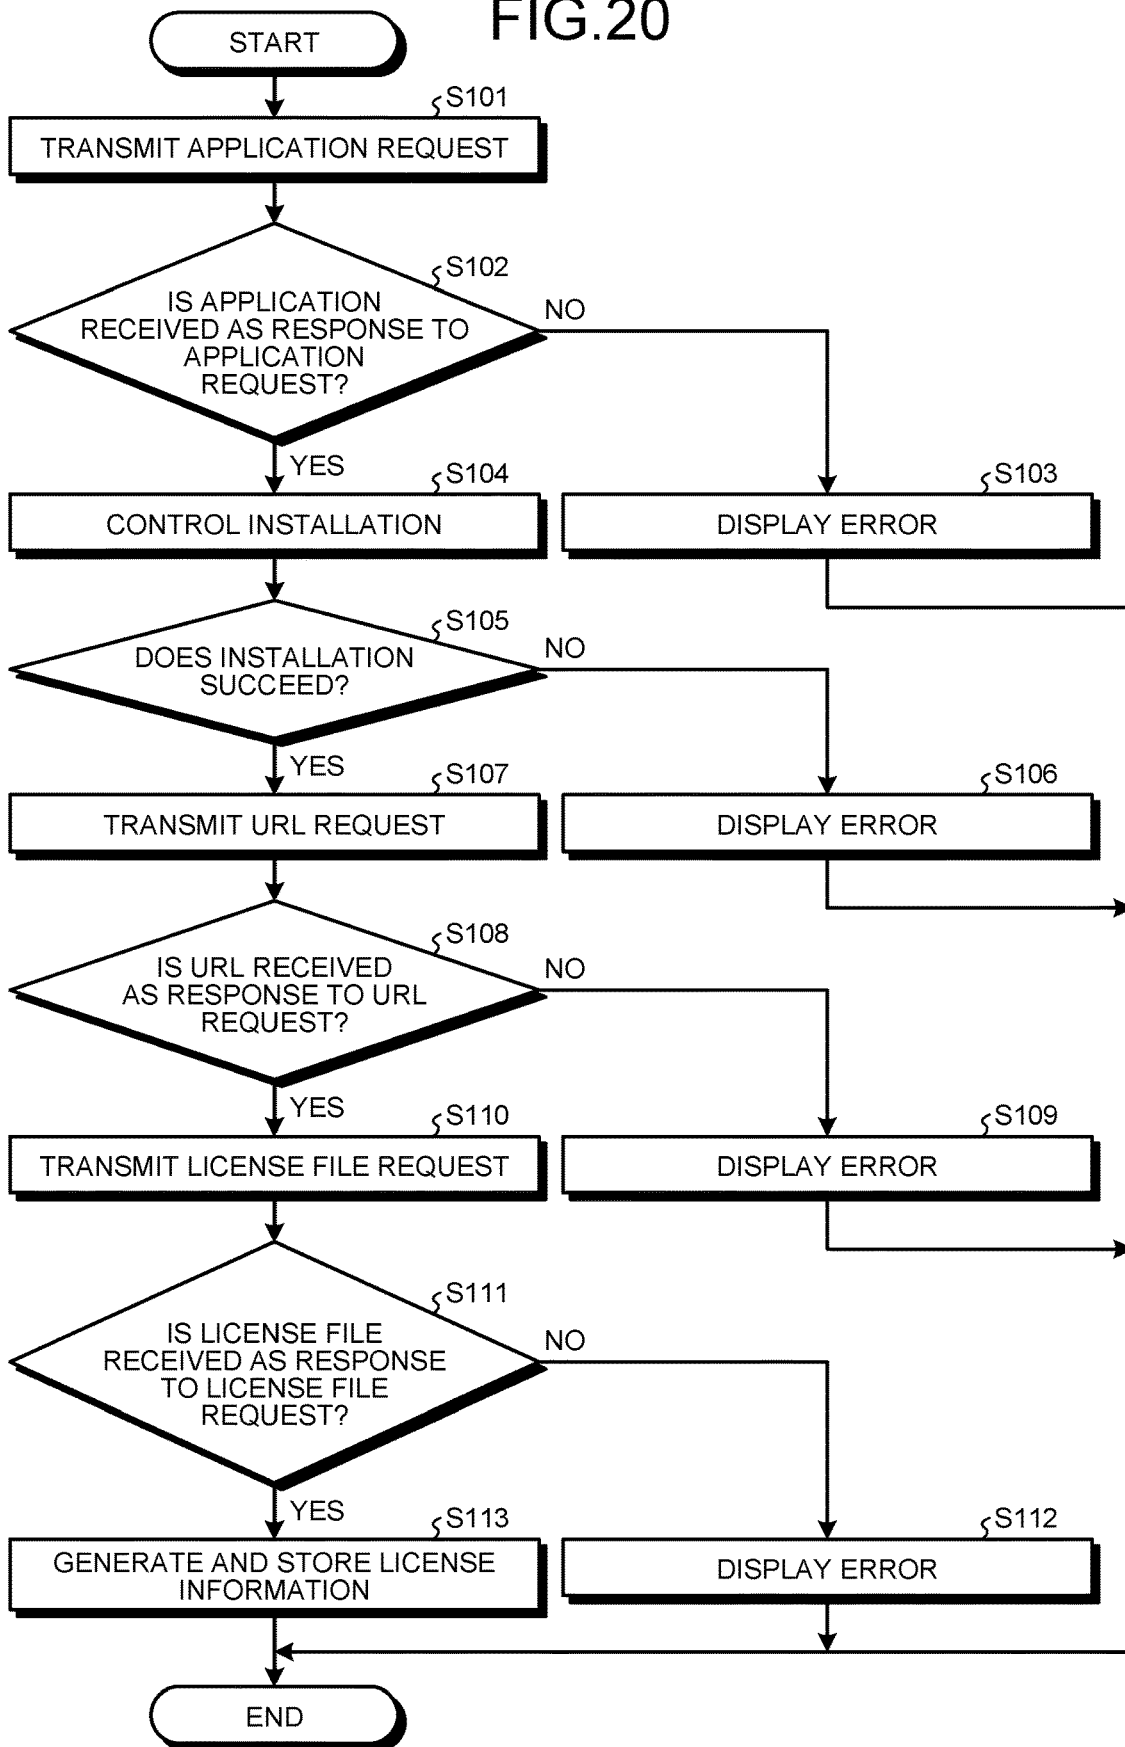 FIG.20
START
S101
TRANSMIT APPLICATION REQUEST
S102
IS APPLICATION
RECEIVED AS RESPONSE TO
APPLICATION
REQUEST?
NO
YES
S104
CONTROL INSTALLATION
S103
DISPLAY ERROR
S105
DOES INSTALLATION
SUCCEED?
NO
YES
S107
TRANSMIT URL REQUEST
S106
DISPLAY ERROR
S108
IS URL RECEIVED
AS RESPONSE TO URL
REQUEST?
NO
YES
S110
TRANSMIT LICENSE FILE REQUEST
S109
DISPLAY ERROR
S111
IS LICENSE FILE
RECEIVED AS RESPONSE
TO LICENSE FILE
REQUEST?
NO
YES
S113
GENERATE AND STORE LICENSE
INFORMATION
S112
DISPLAY ERROR
END